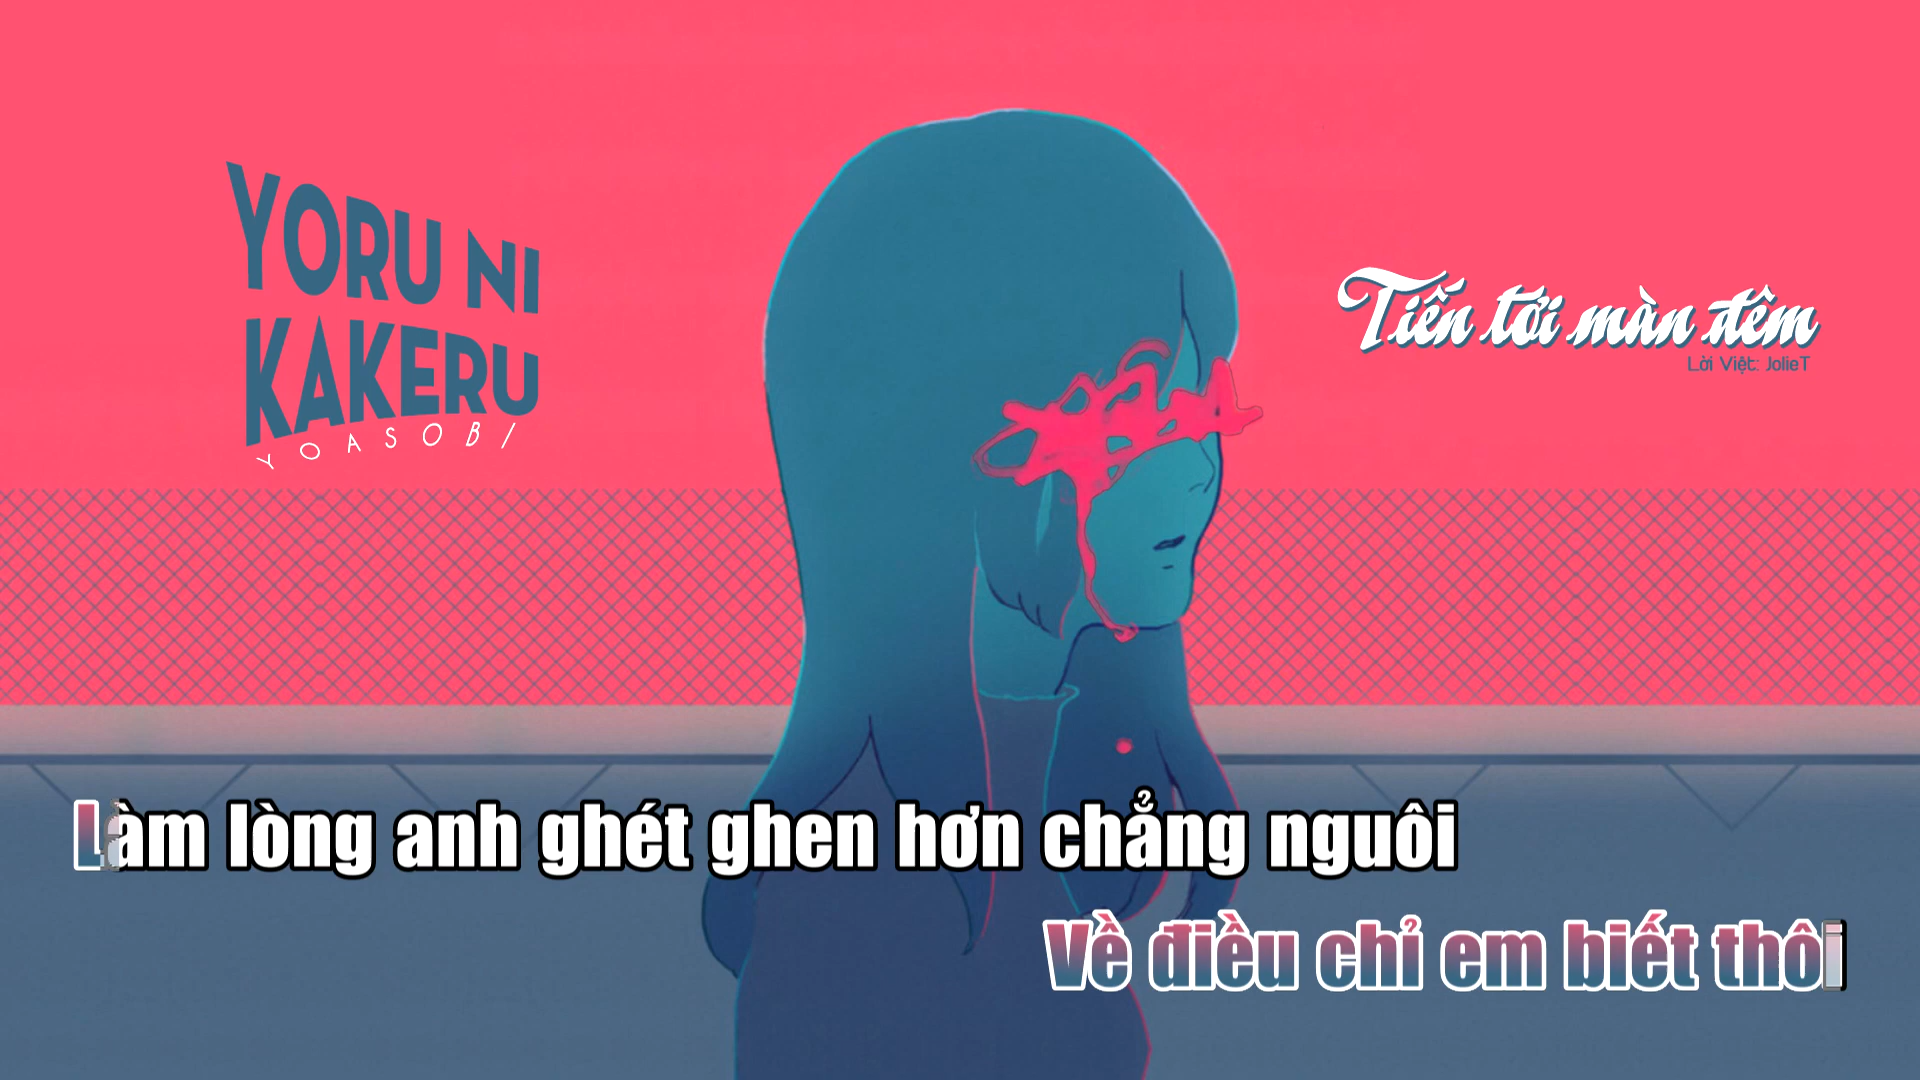 YORU NI
KAKERU
YOASOBI
Tiến tới màn đêm
Lời Việt: JolieT
Làm lòng anh ghét ghen hơn chẳng nguôi
Về điều chỉ em biết thôi